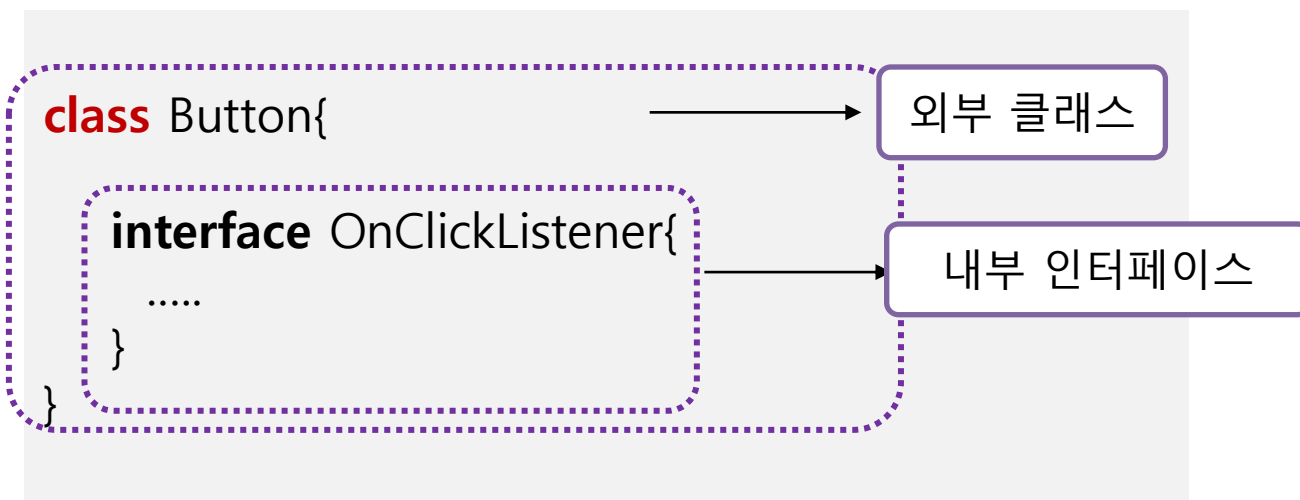 class Button{
외부 클래스
interface OnClickListener{
내부 인터페이스
.....
}
}